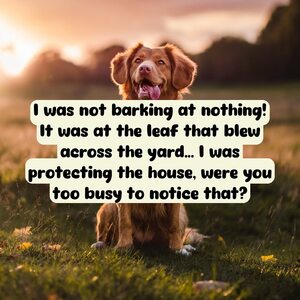 I was not barking at nothing!
It was at the leaf that blew
across the yard... I was
protecting the house, were you
too busy to notice that?